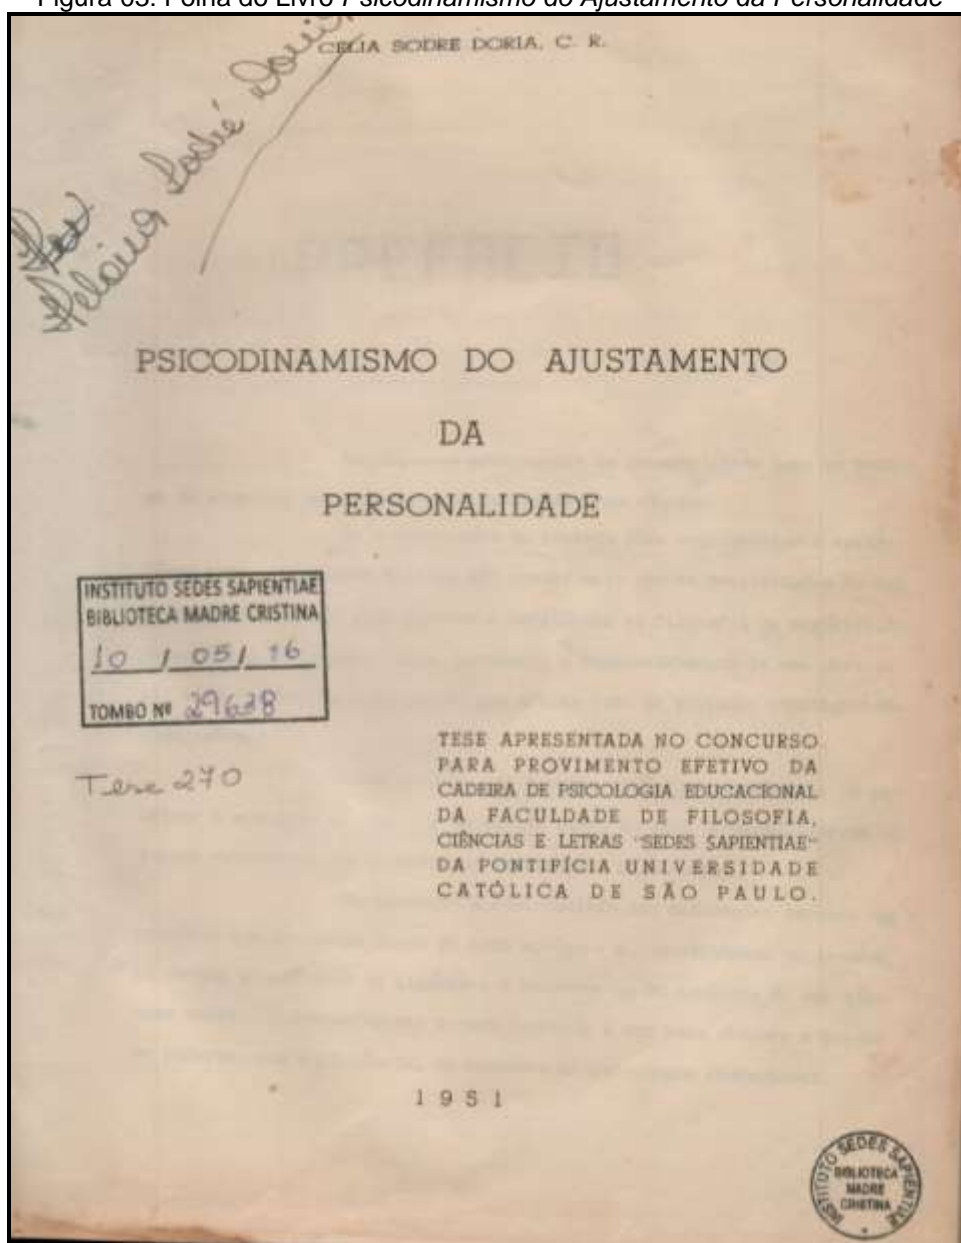 Figura 05: Folha do Livro Psicodinamismo do Ajustamento da Personalidade
CELIA SODRE DORIA, C. R.
Sodré Doria
PSICODINAMISMO DO AJUSTAMENTO
DA
PERSONALIDADE
INSTITUTO SEDES SAPIENTIAE
BIBLIOTECA MADRE CRISTINA
10 / 05 / 16
TOMBO Nº 29638
Tese 270
TESE APRESENTADA NO CONCURSO
PARA PROVIMENTO EFETIVO DA
CADEIRA DE PSICOLOGIA EDUCACIONAL
DA FACULDADE DE FILOSOFIA,
CIÊNCIAS E LETRAS "SEDES SAPIENTIAE"
DA PONTIFÍCIA UNIVERSIDADE
CATÓLICA DE SÃO PAULO.
1951
INSTITUTO SEDES SAPIENTIAE
BIBLIOTECA
MADRE
CRISTINA